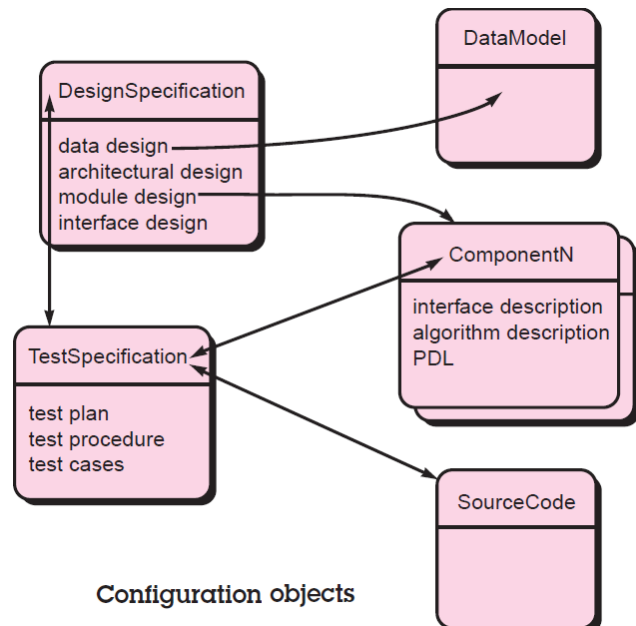 DataModel
DesignSpecification
data design
architectural design
module design
interface design
ComponentN
interface description
algorithm description
PDL
TestSpecification
test plan
test procedure
test cases
SourceCode
Configuration objects